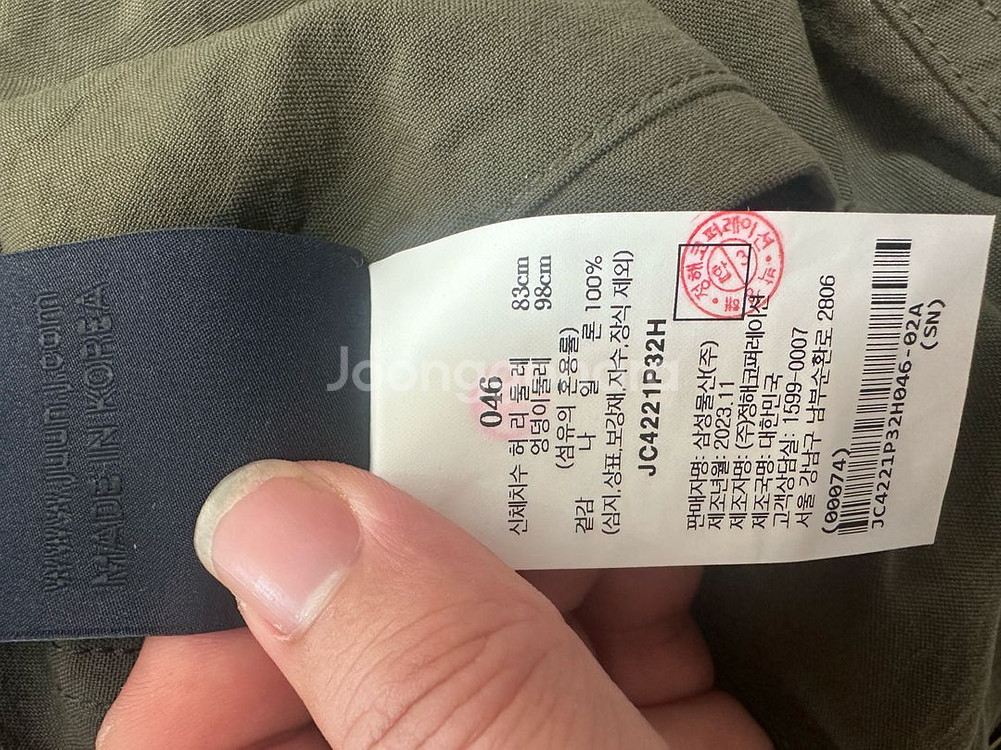 www.juunj.com
MADE IN KOREA
046
신체치수 허 리 둘 레 83cm
엉덩이둘레 98cm
(섬유의 혼용률)
겉감 나 일 론 100%
(심지,상표,보강재,자수,장식 제외)
JC4221P32H
판매자명: 삼성물산(주)
제조년월: 2023.11
제조자명: (주)정해코퍼레이션
제조국명: 대한민국
고객상담실: 1599-0007
서울 강남구 남부순환로 2806
(00074)
JC4221P32H046-02A
(SN)
Joonggonara